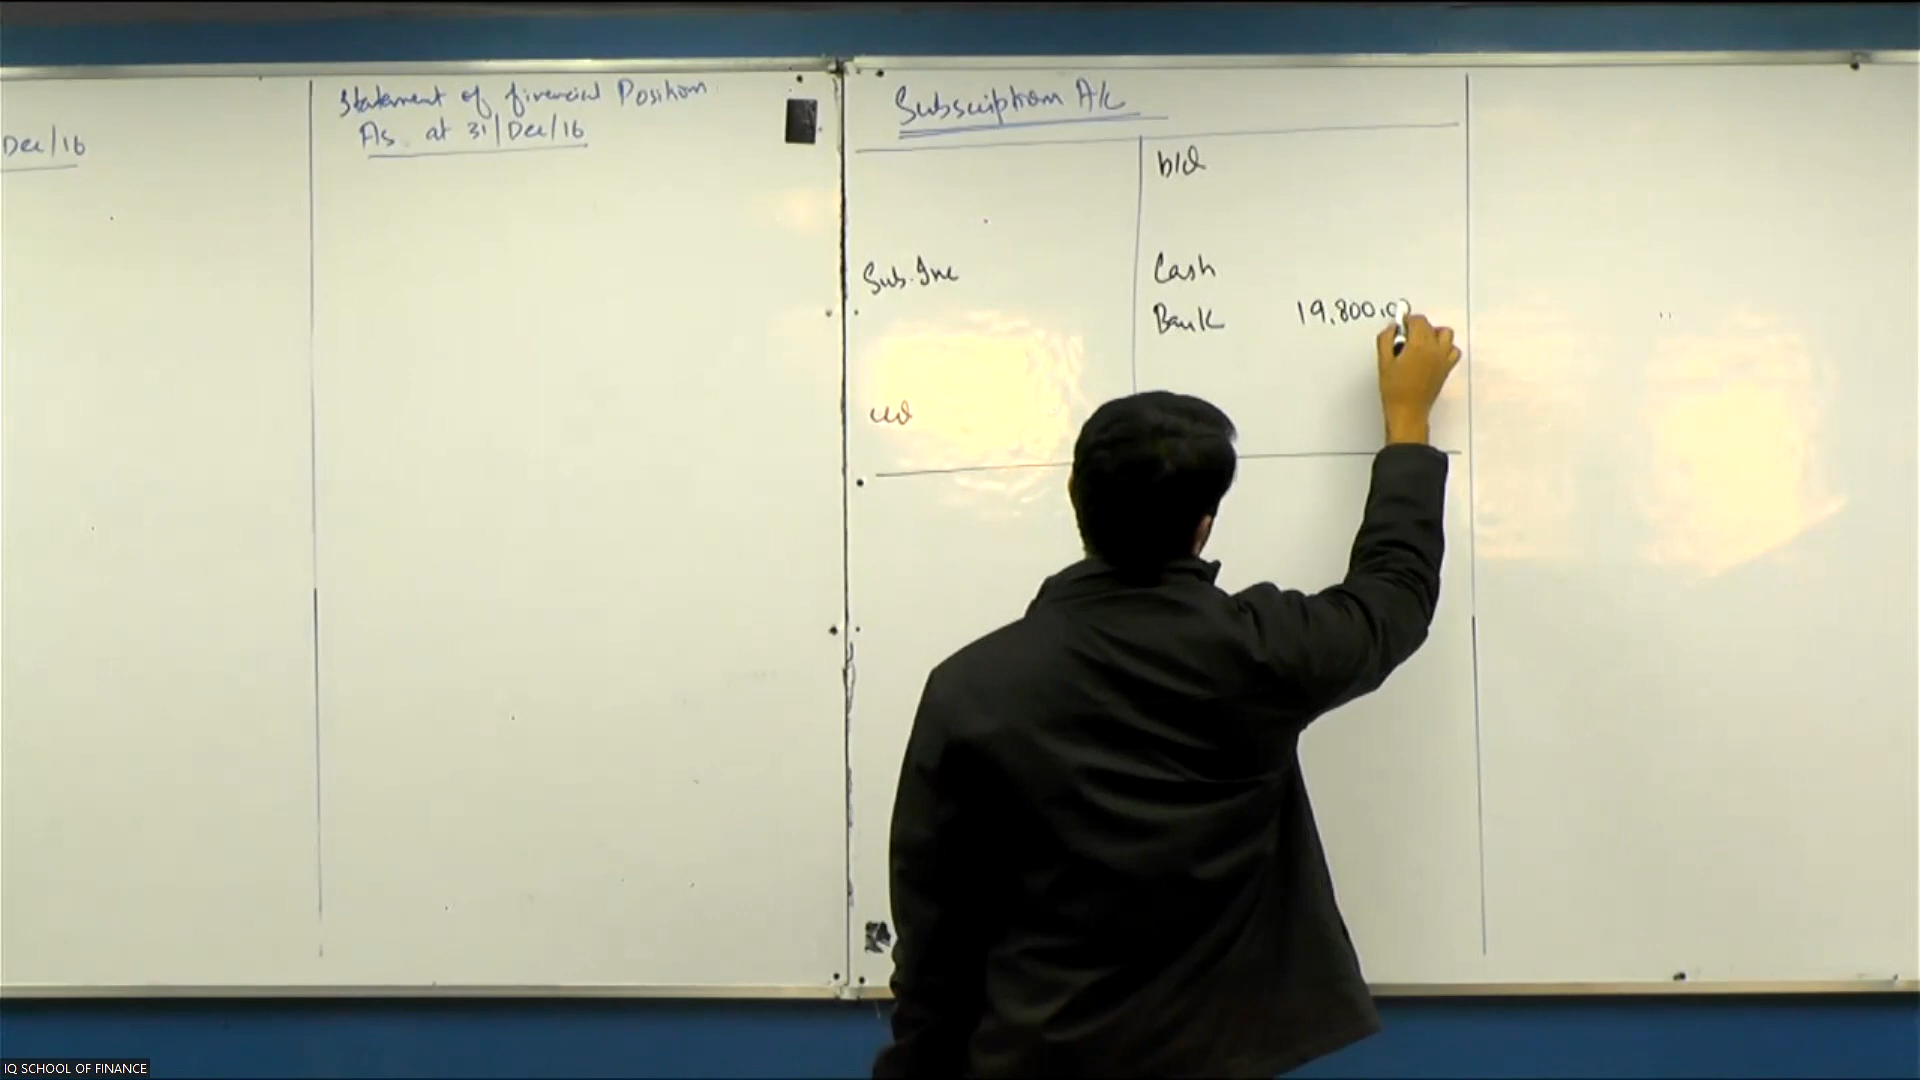 Dec/16
Statement of financial Position
As at 31/Dec/16
Subscription A/c
b/d
Sub. Inc
Cash
Bank 19,800,0
c/d
IQ SCHOOL OF FINANCE